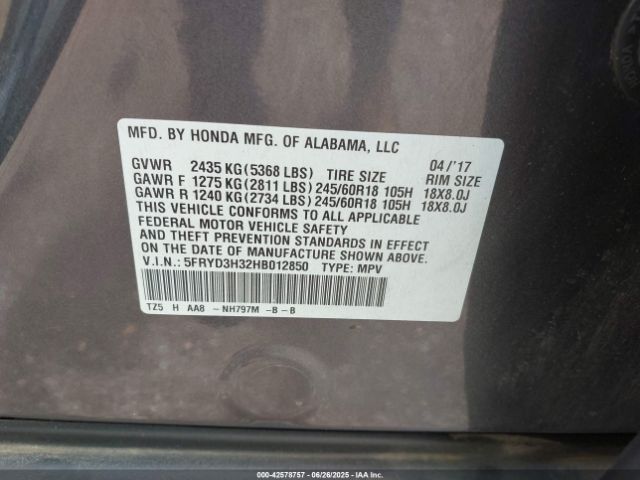 MFD. BY HONDA MFG. OF ALABAMA, LLC
GVWR 2435 KG (5368 LBS) TIRE SIZE 04/'17 RIM SIZE
GAWR F 1275 KG (2811 LBS) 245/60R18 105H 18X8.0J
GAWR R 1240 KG (2734 LBS) 245/60R18 105H 18X8.0J
THIS VEHICLE CONFORMS TO ALL APPLICABLE
FEDERAL MOTOR VEHICLE SAFETY
AND THEFT PREVENTION STANDARDS IN EFFECT
ON THE DATE OF MANUFACTURE SHOWN ABOVE.
V.I.N.: 5FRYD3H32HB012850 TYPE: MPV
TZ5 H AA8 - NH797M - B - B
000-42578757 - 06/26/2025 - IAA Inc.